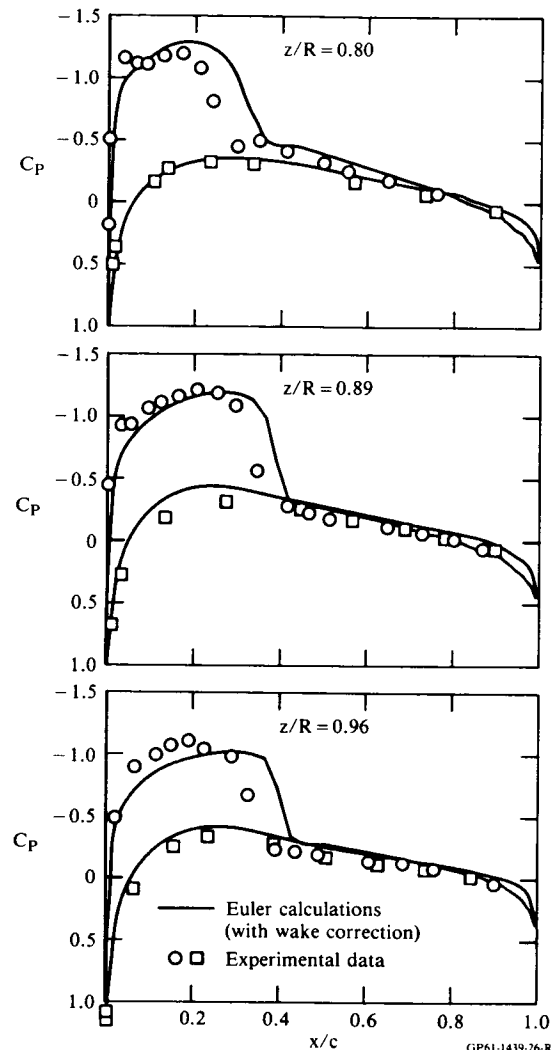 −1.5
z/R = 0.80
−1.0
−0.5
CP
0
0.5
1.0
−1.5
z/R = 0.89
−1.0
−0.5
CP
0
0.5
1.0
−1.5
z/R = 0.96
−1.0
−0.5
CP
0
0.5
Euler calculations
(with wake correction)
Experimental data
1.0
0 0.2 0.4 0.6 0.8 1.0
x/c
GP61-1439-26-R